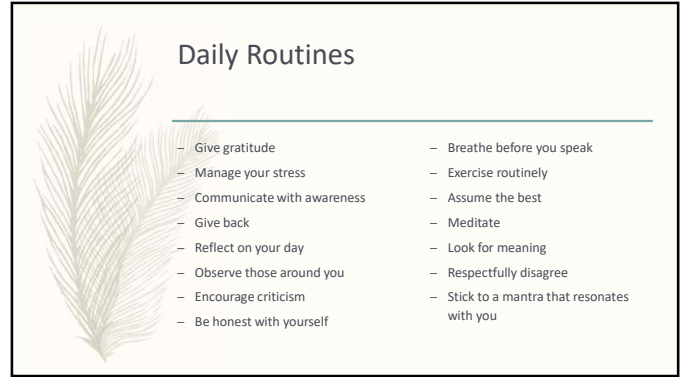 Daily Routines
– Give gratitude
– Manage your stress
– Communicate with awareness
– Give back
– Reflect on your day
– Observe those around you
– Encourage criticism
– Be honest with yourself
– Breathe before you speak
– Exercise routinely
– Assume the best
– Meditate
– Look for meaning
– Respectfully disagree
– Stick to a mantra that resonates
with you